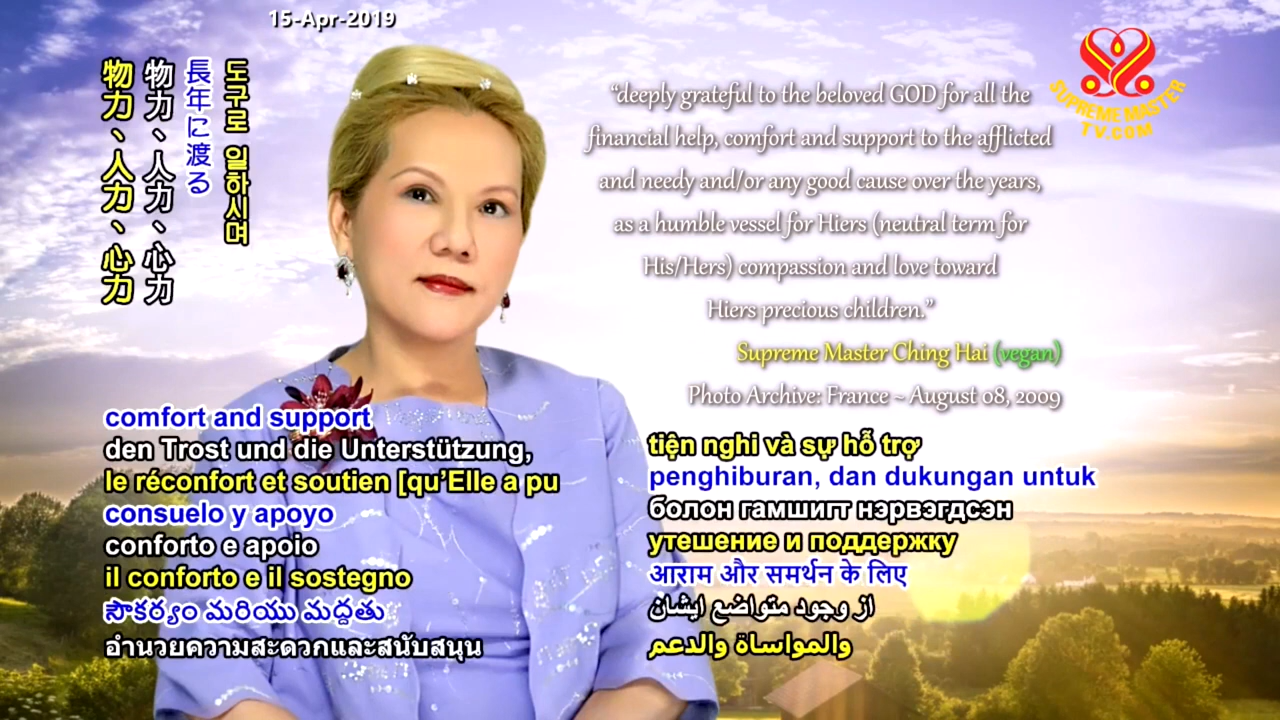 15-Apr-2019
도구로 일하시며
長年に渡る
物力、人力、心力
物力、人力、心力
“deeply grateful to the beloved GOD for all the
financial help, comfort and support to the afflicted
and needy and/or any good cause over the years,
as a humble vessel for Hiers (neutral term for
His/Hers) compassion and love toward
Hiers precious children.”
Supreme Master Ching Hai (vegan)
Photo Archive: France ~ August 08, 2009
SUPREME MASTER
TV.COM
comfort and support
den Trost und die Unterstützung,
le réconfort et soutien [qu’Elle a pu
consuelo y apoyo
conforto e apoio
il conforto e il sostegno
సౌకర్యం మరియు మద్దతు
อำนวยความสะดวกและสนับสนุน
tiện nghi và sự hỗ trợ
penghiburan, dan dukungan untuk
болон гамшигт нэрвэгдсэн
утешение и поддержку
आराम और समर्थन के लिए
از وجود متواضع ایشان
والمواساة والدعم